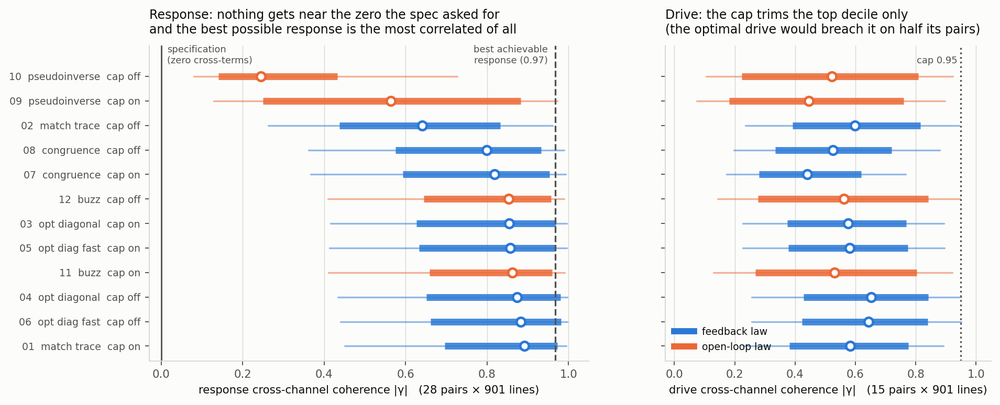 Response: nothing gets near the zero the spec asked for
and the best possible response is the most correlated of all
specification
(zero cross-terms)
best achievable
response (0.97)
10 pseudoinverse cap off
09 pseudoinverse cap on
02 match trace cap off
08 congruence cap off
07 congruence cap on
12 buzz cap off
03 opt diagonal cap on
05 opt diag fast cap on
11 buzz cap on
04 opt diagonal cap off
06 opt diag fast cap off
01 match trace cap on
0.0 0.2 0.4 0.6 0.8 1.0
response cross-channel coherence |γ| (28 pairs × 901 lines)
Drive: the cap trims the top decile only
(the optimal drive would breach it on half its pairs)
cap 0.95
feedback law
open-loop law
0.0 0.2 0.4 0.6 0.8 1.0
drive cross-channel coherence |γ| (15 pairs × 901 lines)